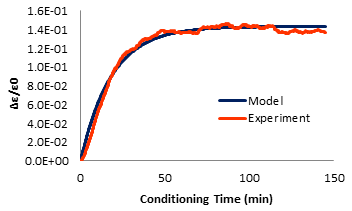 1.6E-01
1.4E-01
1.2E-01
1.0E-01
8.0E-02
6.0E-02
4.0E-02
2.0E-02
0.0E+00
Δε/ε0
Model
Experiment
0 50 100 150
Conditioning Time (min)